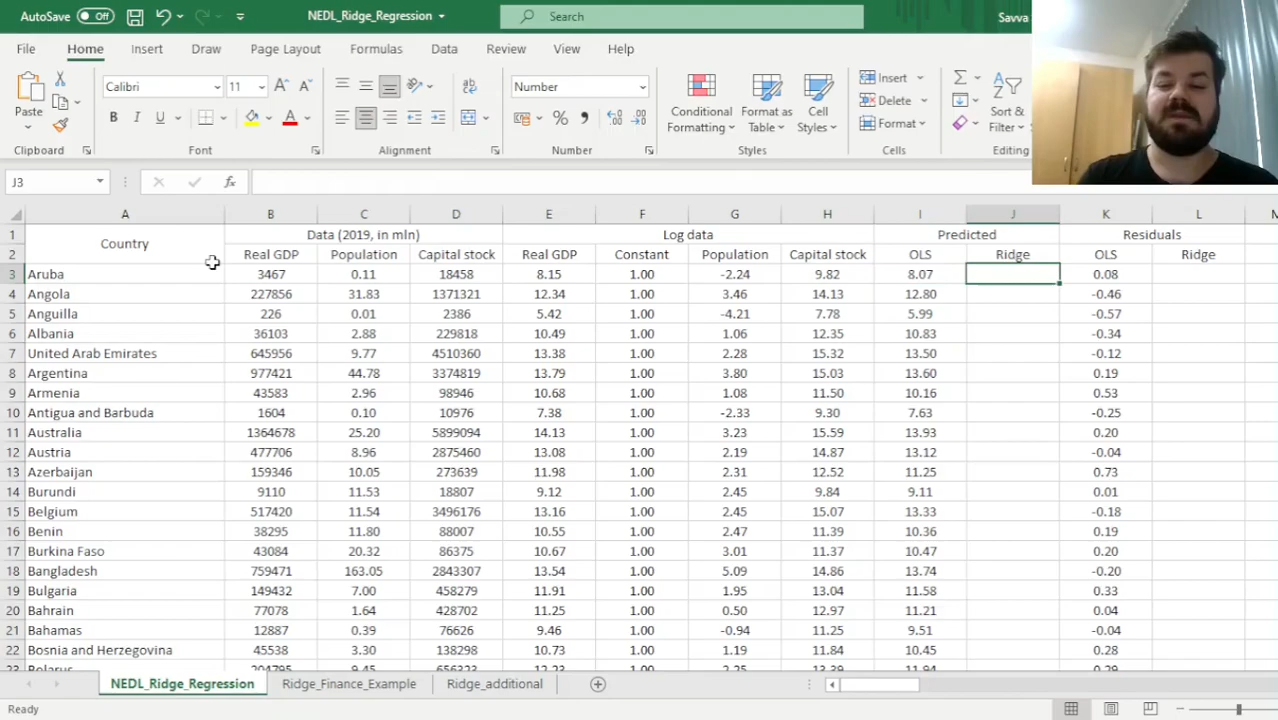 AutoSave Off NEDL_Ridge_Regression Search Savva
File Home Insert Draw Page Layout Formulas Data Review View Help
Calibri 11 Number Insert
Paste Conditional Formatting Format as Table Cell Styles Delete Sort & Filter
Format
Clipboard Font Alignment Number Styles Cells Editing
J3 fx
A B C D E F G H I J K L
1 Country Data (2019, in mln) Log data Predicted Residuals
2 Real GDP Population Capital stock Real GDP Constant Population Capital stock OLS Ridge OLS Ridge
3 Aruba 3467 0.11 18458 8.15 1.00 -2.24 9.82 8.07 0.08
4 Angola 227856 31.83 1371321 12.34 1.00 3.46 14.13 12.80 -0.46
5 Anguilla 226 0.01 2386 5.42 1.00 -4.21 7.78 5.99 -0.57
6 Albania 36103 2.88 229818 10.49 1.00 1.06 12.35 10.83 -0.34
7 United Arab Emirates 645956 9.77 4510360 13.38 1.00 2.28 15.32 13.50 -0.12
8 Argentina 977421 44.78 3374819 13.79 1.00 3.80 15.03 13.60 0.19
9 Armenia 43583 2.96 98946 10.68 1.00 1.08 11.50 10.16 0.53
10 Antigua and Barbuda 1604 0.10 10976 7.38 1.00 -2.33 9.30 7.63 -0.25
11 Australia 1364678 25.20 5899094 14.13 1.00 3.23 15.59 13.93 0.20
12 Austria 477706 8.96 2875460 13.08 1.00 2.19 14.87 13.12 -0.04
13 Azerbaijan 159346 10.05 273639 11.98 1.00 2.31 12.52 11.25 0.73
14 Burundi 9110 11.53 18807 9.12 1.00 2.45 9.84 9.11 0.01
15 Belgium 517420 11.54 3496176 13.16 1.00 2.45 15.07 13.33 -0.18
16 Benin 38295 11.80 88007 10.55 1.00 2.47 11.39 10.36 0.19
17 Burkina Faso 43084 20.32 86375 10.67 1.00 3.01 11.37 10.47 0.20
18 Bangladesh 759471 163.05 2843307 13.54 1.00 5.09 14.86 13.74 -0.20
19 Bulgaria 149432 7.00 458279 11.91 1.00 1.95 13.04 11.58 0.33
20 Bahrain 77078 1.64 428702 11.25 1.00 0.50 12.97 11.21 0.04
21 Bahamas 12887 0.39 76626 9.46 1.00 -0.94 11.25 9.51 -0.04
22 Bosnia and Herzegovina 45538 3.30 138298 10.73 1.00 1.19 11.84 10.45 0.28
23 Belarus 204795 9.45 656323 12.23 1.00 2.25 13.39 11.94 0.29
NEDL_Ridge_Regression Ridge_Finance_Example Ridge_additional
Ready